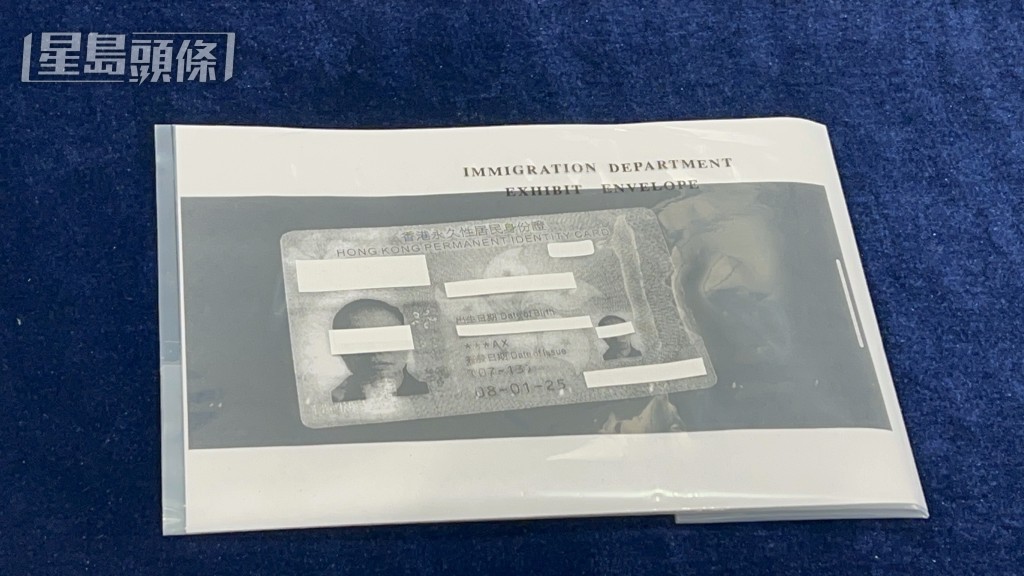 星島頭條
IMMIGRATION DEPARTMENT
EXHIBIT ENVELOPE
香港永久性居民身份證
HONG KONG PERMANENT IDENTITY CARD
出生日期 Date of Birth
***AX
簽發日期 Date of Issue
(07-13)
08-01-25